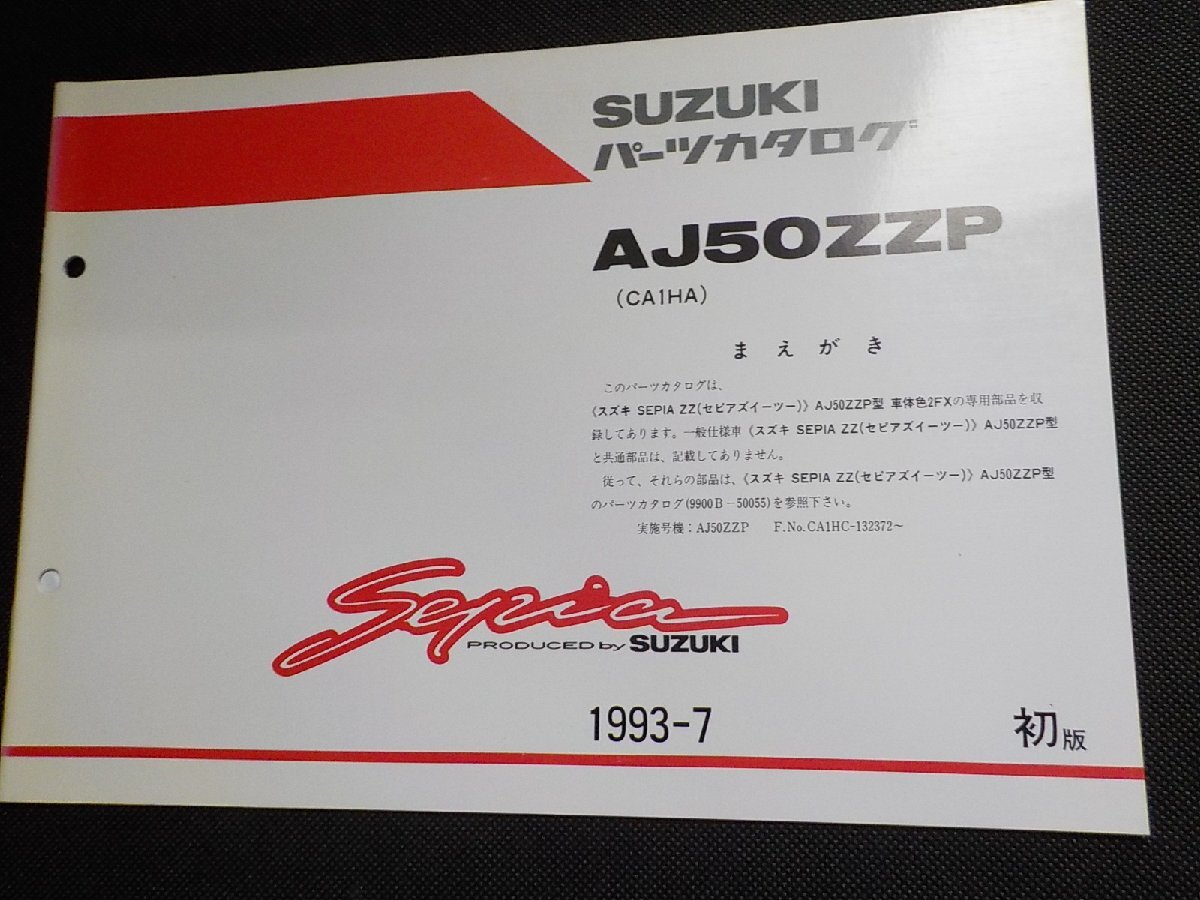 SUZUKI
パーツカタログ
AJ50ZZP
(CA1HA)
まえがき
このパーツカタログは、
《スズキ SEPIA ZZ(セピアズィーツー)》AJ50ZZP型 車体色2FXの専用部品を収
録してあります。一般仕様車《スズキ SEPIA ZZ(セピアズィーツー)》AJ50ZZP型
と共通部品は、記載してありません。
従って、それらの部品は、《スズキ SEPIA ZZ(セピアズィーツー)》AJ50ZZP型
のパーツカタログ(9900B-50055)を参照下さい。
実施号機：AJ50ZZP F.No.CA1HC-132372～
Sepia
PRODUCED by SUZUKI
1993-7
初版